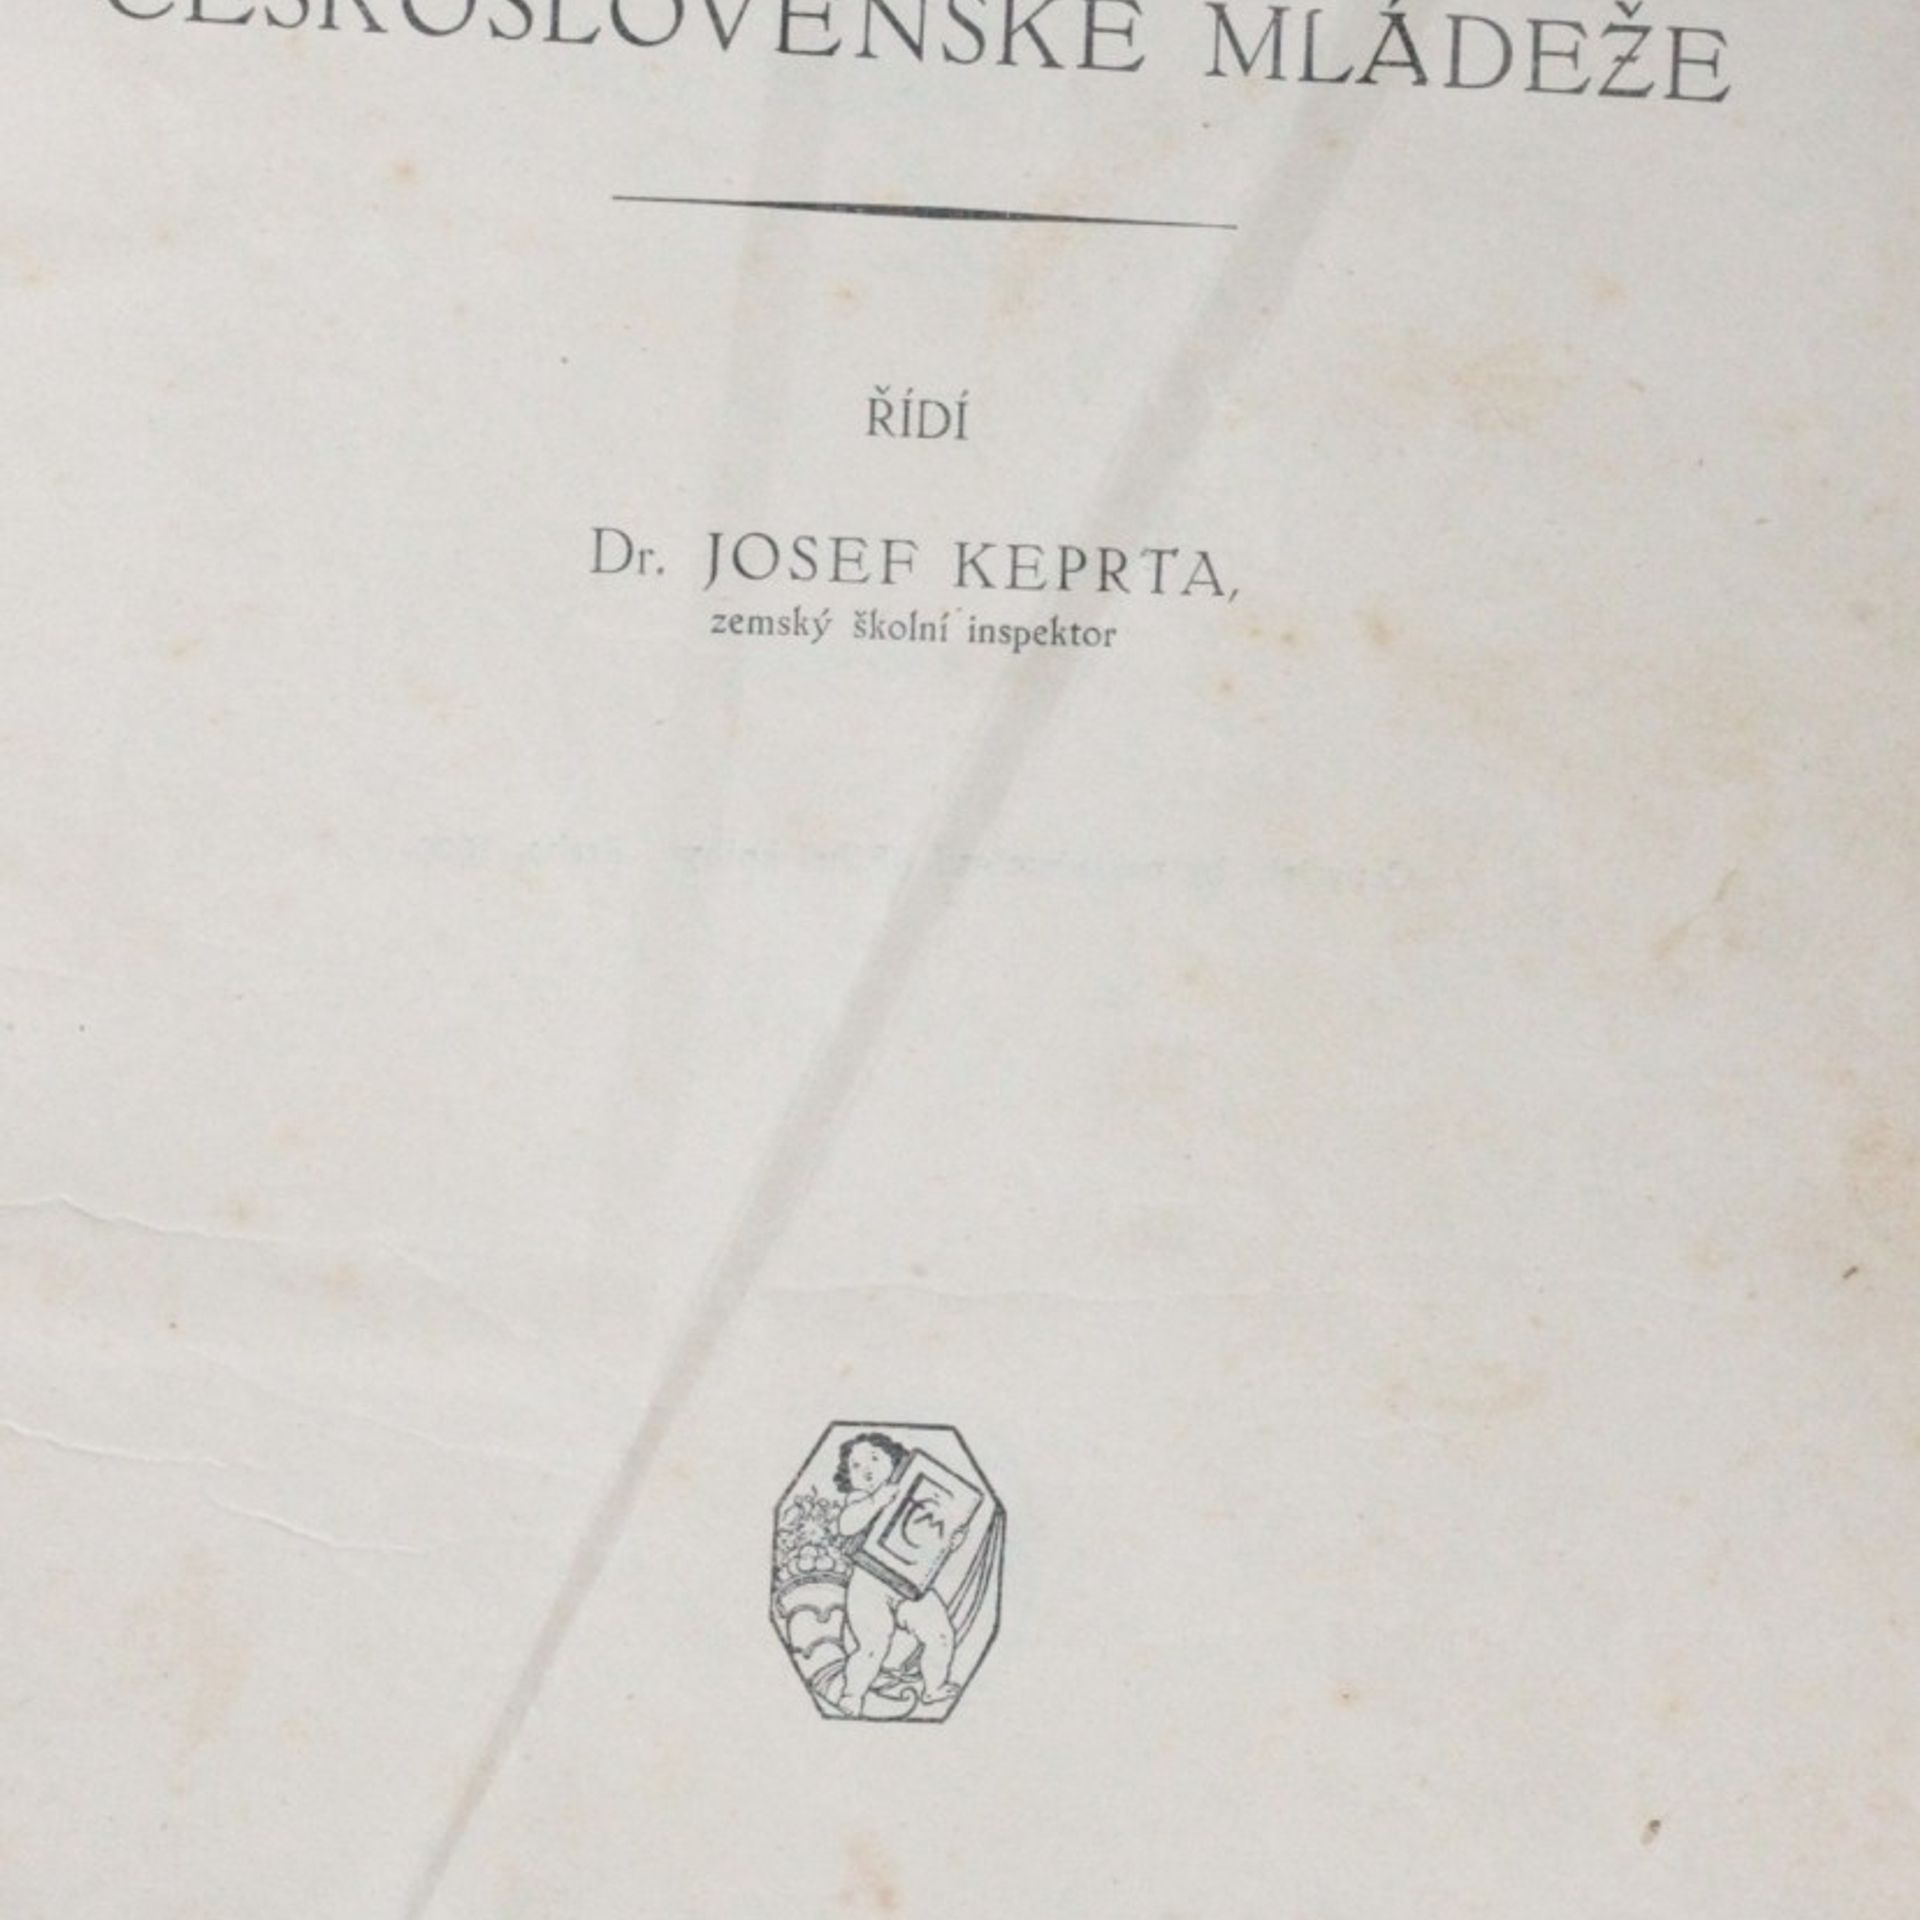 ČESKOSLOVENSKÉ MLÁDEŽE
ŘÍDÍ
Dr. JOSEF KEPRTA,
zemský školní inspektor